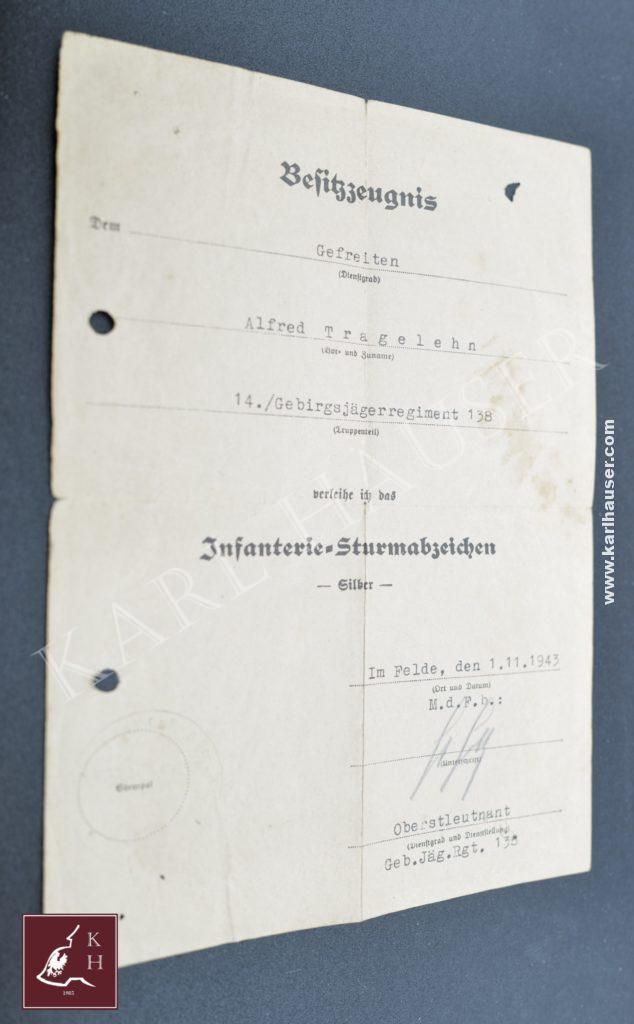 Besitzzeugnis
Dem
Gefreiten
(Dienstgrad)
Alfred Tragelehn
(Vor- und Zuname)
14./Gebirgsjägerregiment 138
(Truppenteil)
verleihe ich das
Infanterie-Sturmabzeichen
— Silber —
Im Felde, den 1.11.1943
(Ort und Datum)
M.d.F.b.:
(Unterschrift)
Oberstleutnant
(Dienstgrad und Dienststellung)
Geb.Jäg.Rgt. 138
Stempel
KARL HAUSER
www.karlhauser.com
K
H